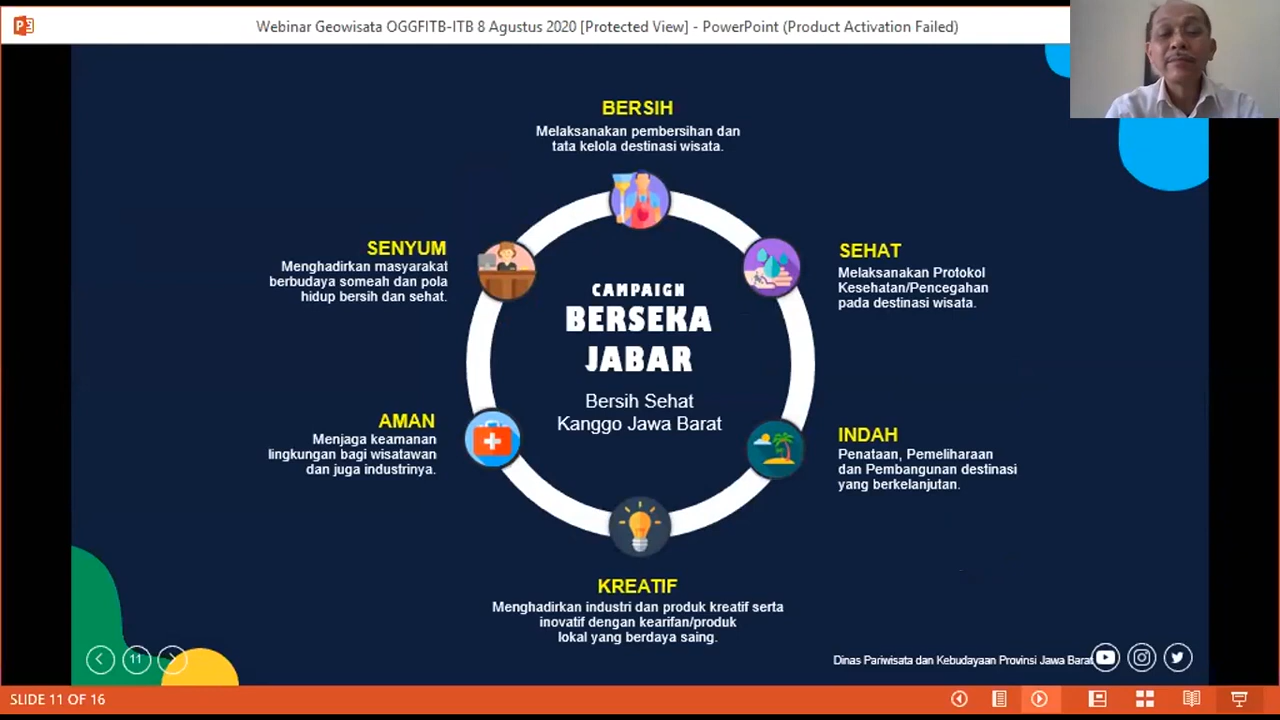 Webinar Geowisata OGGFITB-ITB 8 Agustus 2020 [Protected View] - PowerPoint (Product Activation Failed)
BERSIH
Melaksanakan pembersihan dan
tata kelola destinasi wisata.
SENYUM
Menghadirkan masyarakat
berbudaya someah dan pola
hidup bersih dan sehat.
SEHAT
Melaksanakan Protokol
Kesehatan/Pencegahan
pada destinasi wisata.
CAMPAIGN
BERSEKA
JABAR
Bersih Sehat
Kanggo Jawa Barat
AMAN
Menjaga keamanan
lingkungan bagi wisatawan
dan juga industrinya.
INDAH
Penataan, Pemeliharaan
dan Pembangunan destinasi
yang berkelanjutan.
KREATIF
Menghadirkan industri dan produk kreatif serta
inovatif dengan kearifan/produk
lokal yang berdaya saing.
11
Dinas Pariwisata dan Kebudayaan Provinsi Jawa Barat
SLIDE 11 OF 16